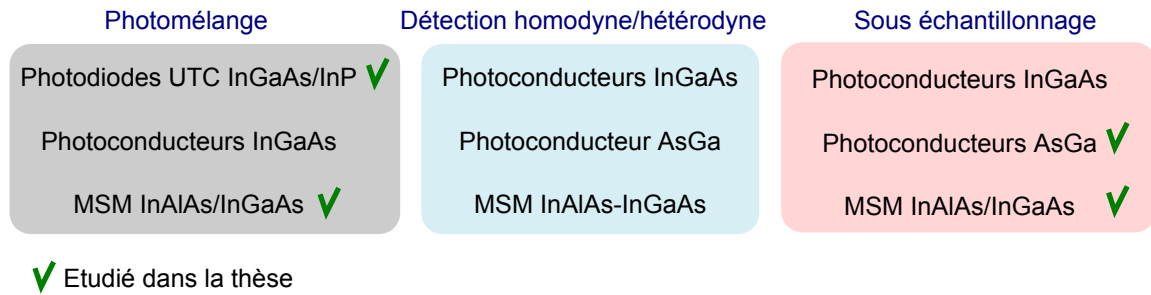 Photomélange
Détection homodyne/hétérodyne
Sous échantillonnage
Photodiodes UTC InGaAs/InP
Photoconducteurs InGaAs
MSM InAlAs/InGaAs
Photoconducteurs InGaAs
Photoconducteur AsGa
MSM InAlAs-InGaAs
Photoconducteurs InGaAs
Photoconducteurs AsGa
MSM InAlAs/InGaAs
Etudié dans la thèse